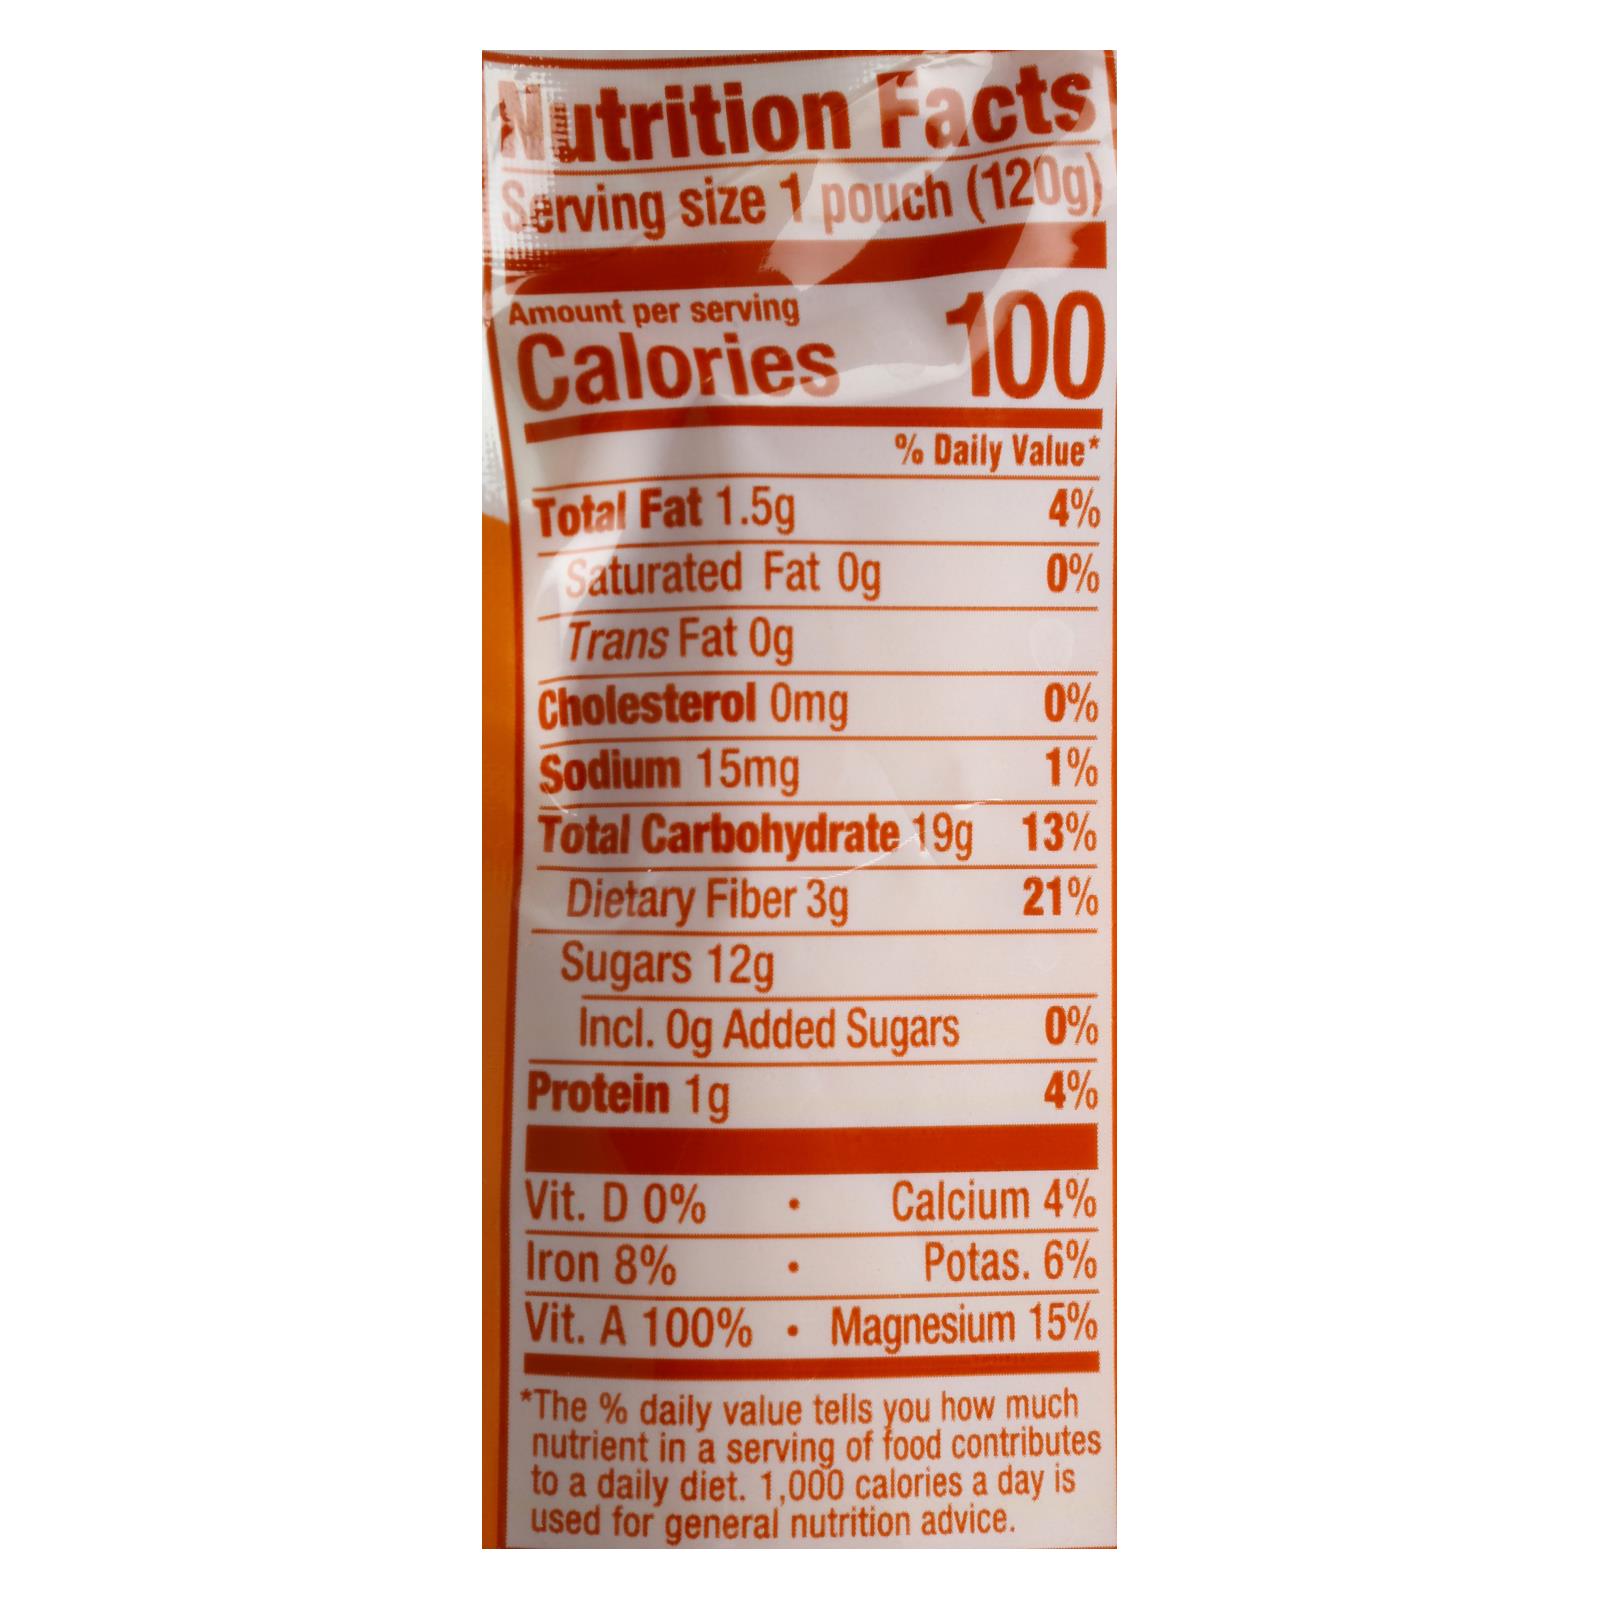 Nutrition Facts
Serving size 1 pouch (120g)
Amount per serving
Calories 100
% Daily Value*
Total Fat 1.5g 4%
Saturated Fat 0g 0%
Trans Fat 0g
Cholesterol 0mg 0%
Sodium 15mg 1%
Total Carbohydrate 19g 13%
Dietary Fiber 3g 21%
Sugars 12g
Incl. 0g Added Sugars 0%
Protein 1g 4%
Vit. D 0% • Calcium 4%
Iron 8% • Potas. 6%
Vit. A 100% • Magnesium 15%
*The % daily value tells you how much
nutrient in a serving of food contributes
to a daily diet. 1,000 calories a day is
used for general nutrition advice.